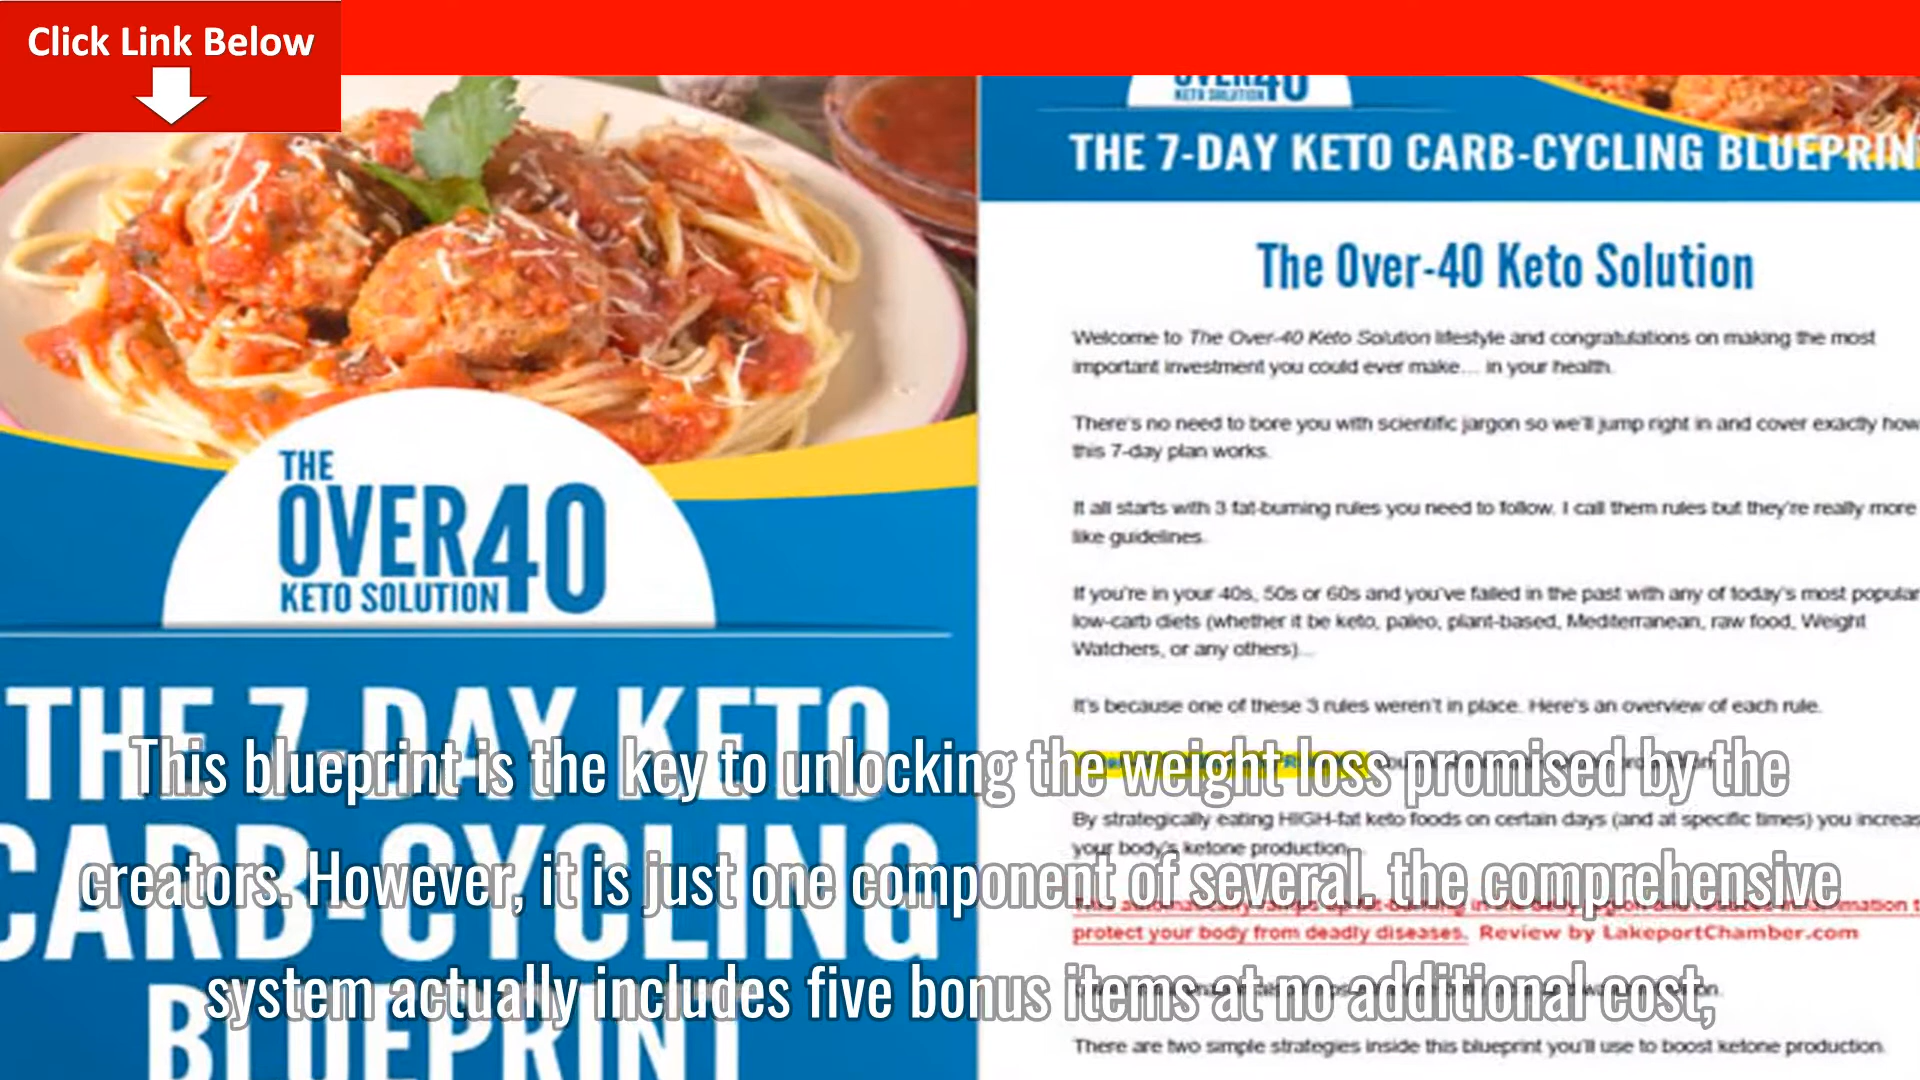 Click Link Below
THE
OVER40
KETO SOLUTION
THE 7-DAY KETO
CARB-CYCLING
BLUEPRINT
OVER40
KETO SOLUTION
THE 7-DAY KETO CARB-CYCLING BLUEPRIN
The Over-40 Keto Solution
Welcome to The Over-40 Keto Solution lifestyle and congratulations on making the most
important investment you could ever make... in your health.
There's no need to bore you with scientific jargon so we'll jump right in and cover exactly how
this 7-day plan works.
It all starts with 3 fat-burning rules you need to follow. I call them rules but they're really more
like guidelines.
If you're in your 40s, 50s or 60s and you've failed in the past with any of today's most popular
low-carb diets (whether it be keto, paleo, plant-based, Mediterranean, raw food, Weight
Watchers, or any others)...
It's because one of these 3 rules weren't in place. Here's an overview of each rule.
By strategically eating HIGH-fat keto foods on certain days (and at specific times) you increas
your body's ketone production.
protect your body from deadly diseases. Review by LakeportChamber.com
There are two simple strategies inside this blueprint you'll use to boost ketone production.
This blueprint is the key to unlocking the weight loss promised by the
creators. However, it is just one component of several. the comprehensive
system actually includes five bonus items at no additional cost,